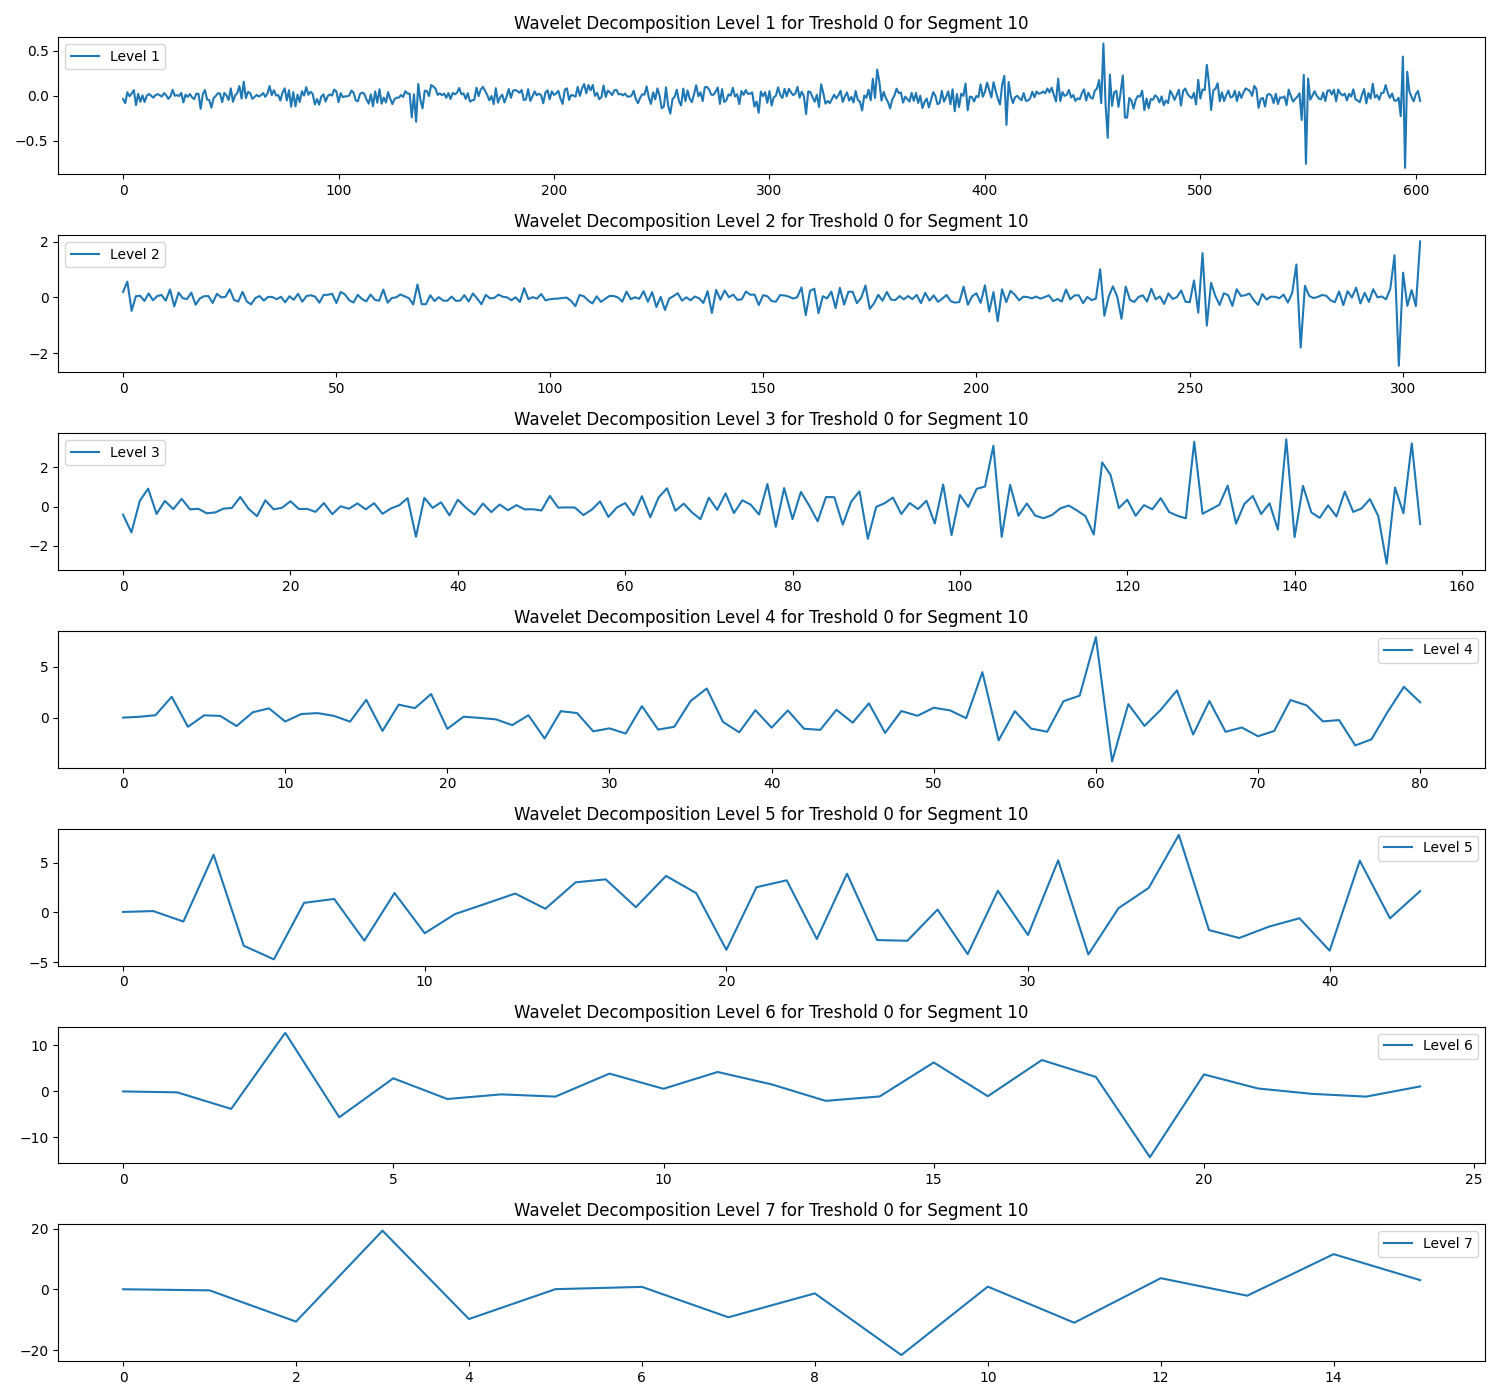 Wavelet Decomposition Level 1 for Treshold 0 for Segment 10
Level 1
0.5
0.0
−0.5
0 100 200 300 400 500 600
Wavelet Decomposition Level 2 for Treshold 0 for Segment 10
Level 2
2
0
−2
0 50 100 150 200 250 300
Wavelet Decomposition Level 3 for Treshold 0 for Segment 10
Level 3
2
0
−2
0 20 40 60 80 100 120 140 160
Wavelet Decomposition Level 4 for Treshold 0 for Segment 10
Level 4
5
0
0 10 20 30 40 50 60 70 80
Wavelet Decomposition Level 5 for Treshold 0 for Segment 10
Level 5
5
0
−5
0 10 20 30 40
Wavelet Decomposition Level 6 for Treshold 0 for Segment 10
Level 6
10
0
−10
0 5 10 15 20 25
Wavelet Decomposition Level 7 for Treshold 0 for Segment 10
Level 7
20
0
−20
0 2 4 6 8 10 12 14